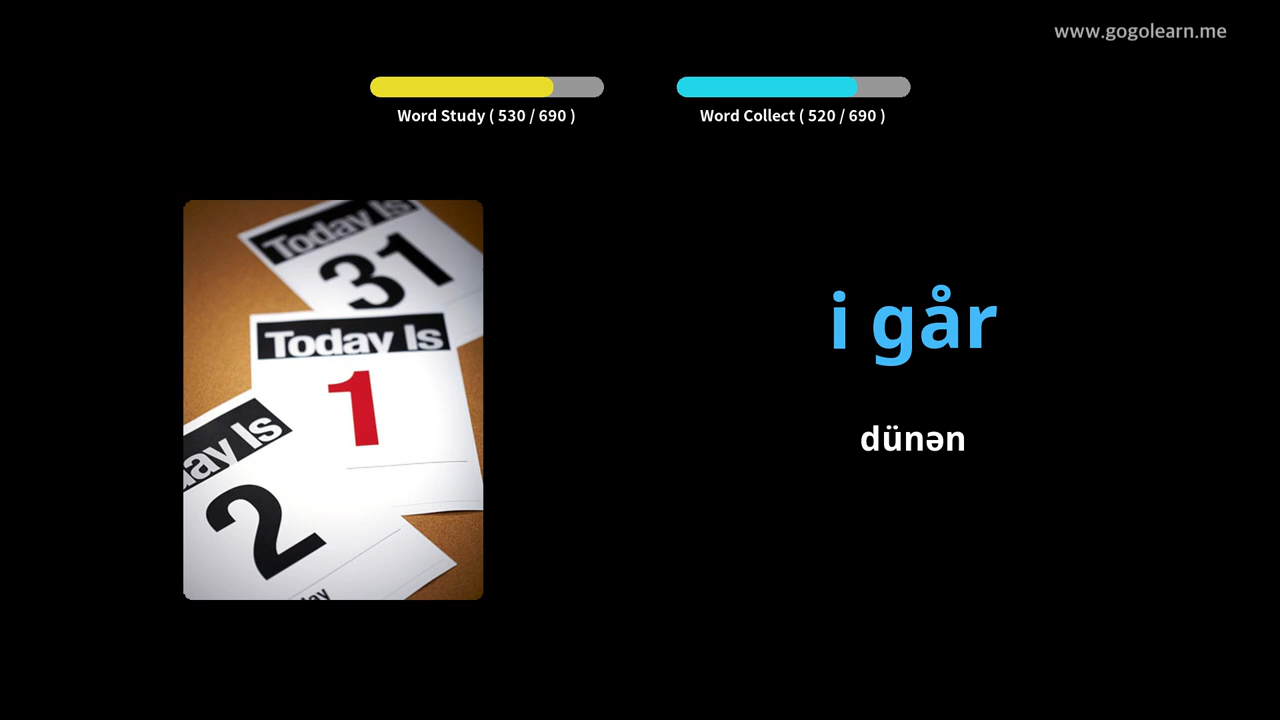 www.gogolearn.me
Word Study ( 530 / 690 )
Word Collect ( 520 / 690 )
Today Is
31
Today Is
1
day Is
2
i går
dünən